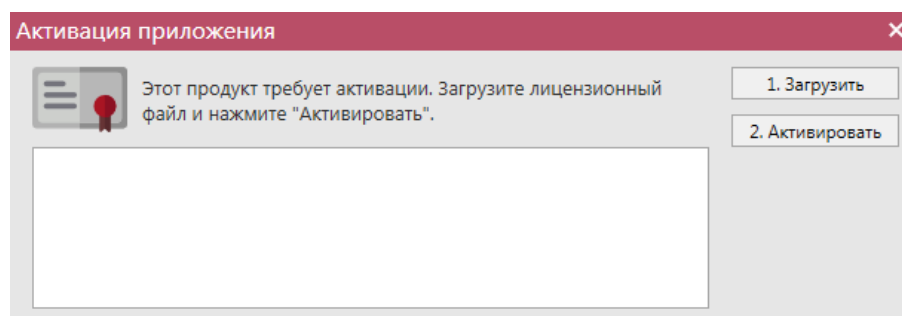 Активация приложения
Этот продукт требует активации. Загрузите лицензионный
файл и нажмите "Активировать".
1. Загрузить
2. Активировать